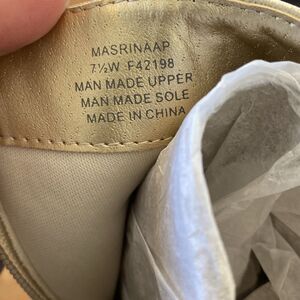 MASRINAAP
7½W F42198
MAN MADE UPPER
MAN MADE SOLE
MADE IN CHINA